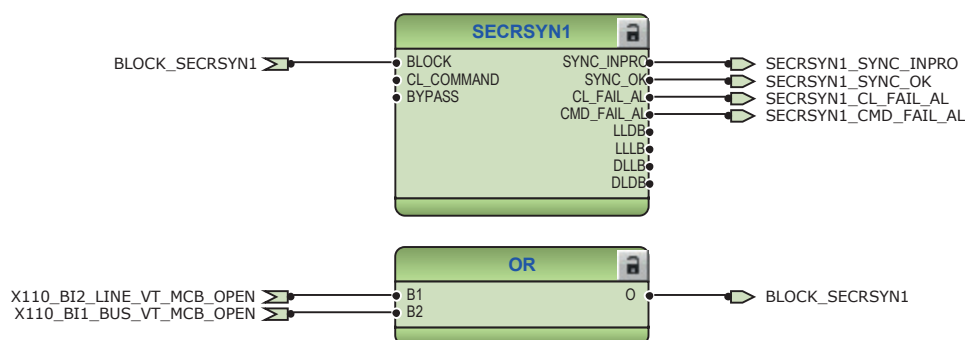 SECRSYN1
BLOCK_SECRSYN1 BLOCK SYNC_INPRO SECRSYN1_SYNC_INPRO
CL_COMMAND SYNC_OK SECRSYN1_SYNC_OK
BYPASS CL_FAIL_AL SECRSYN1_CL_FAIL_AL
CMD_FAIL_AL SECRSYN1_CMD_FAIL_AL
LLDB
LLLB
DLLB
DLDB
OR
X110_BI2_LINE_VT_MCB_OPEN B1 O BLOCK_SECRSYN1
X110_BI1_BUS_VT_MCB_OPEN B2